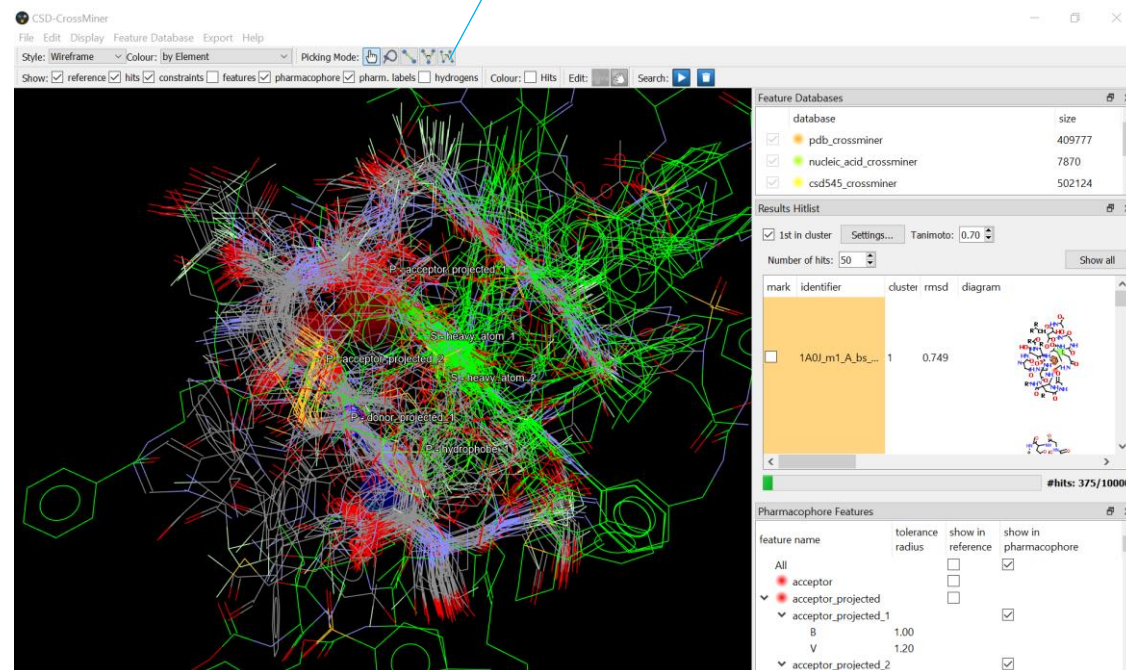 CSD-CrossMiner
File Edit Display Feature Database Export Help
Style: Wireframe Colour: by Element Picking Mode:
Show: reference hits constraints features pharmacophore pharm. labels hydrogens Colour: Hits Edit: Search:
Feature Databases
database size
pdb_crossminer 409777
nucleic_acid_crossminer 7870
csd545_crossminer 502124
Results Hitlist
1st in cluster Settings... Tanimoto: 0.70
Number of hits: 50 Show all
mark identifier cluster rmsd diagram
1A0J_m1_A_bs_... 1 0.749
#hits: 375/10000
Pharmacophore Features
feature name tolerance radius show in reference show in pharmacophore
All
acceptor
acceptor_projected
acceptor_projected_1
B 1.00
V 1.20
acceptor_projected_2
P - acceptor_projected_1
S - heavy_atom_1
P - acceptor_projected_2
S - heavy_atom_2
P - donor_projected_1
P - hydrophobe_1